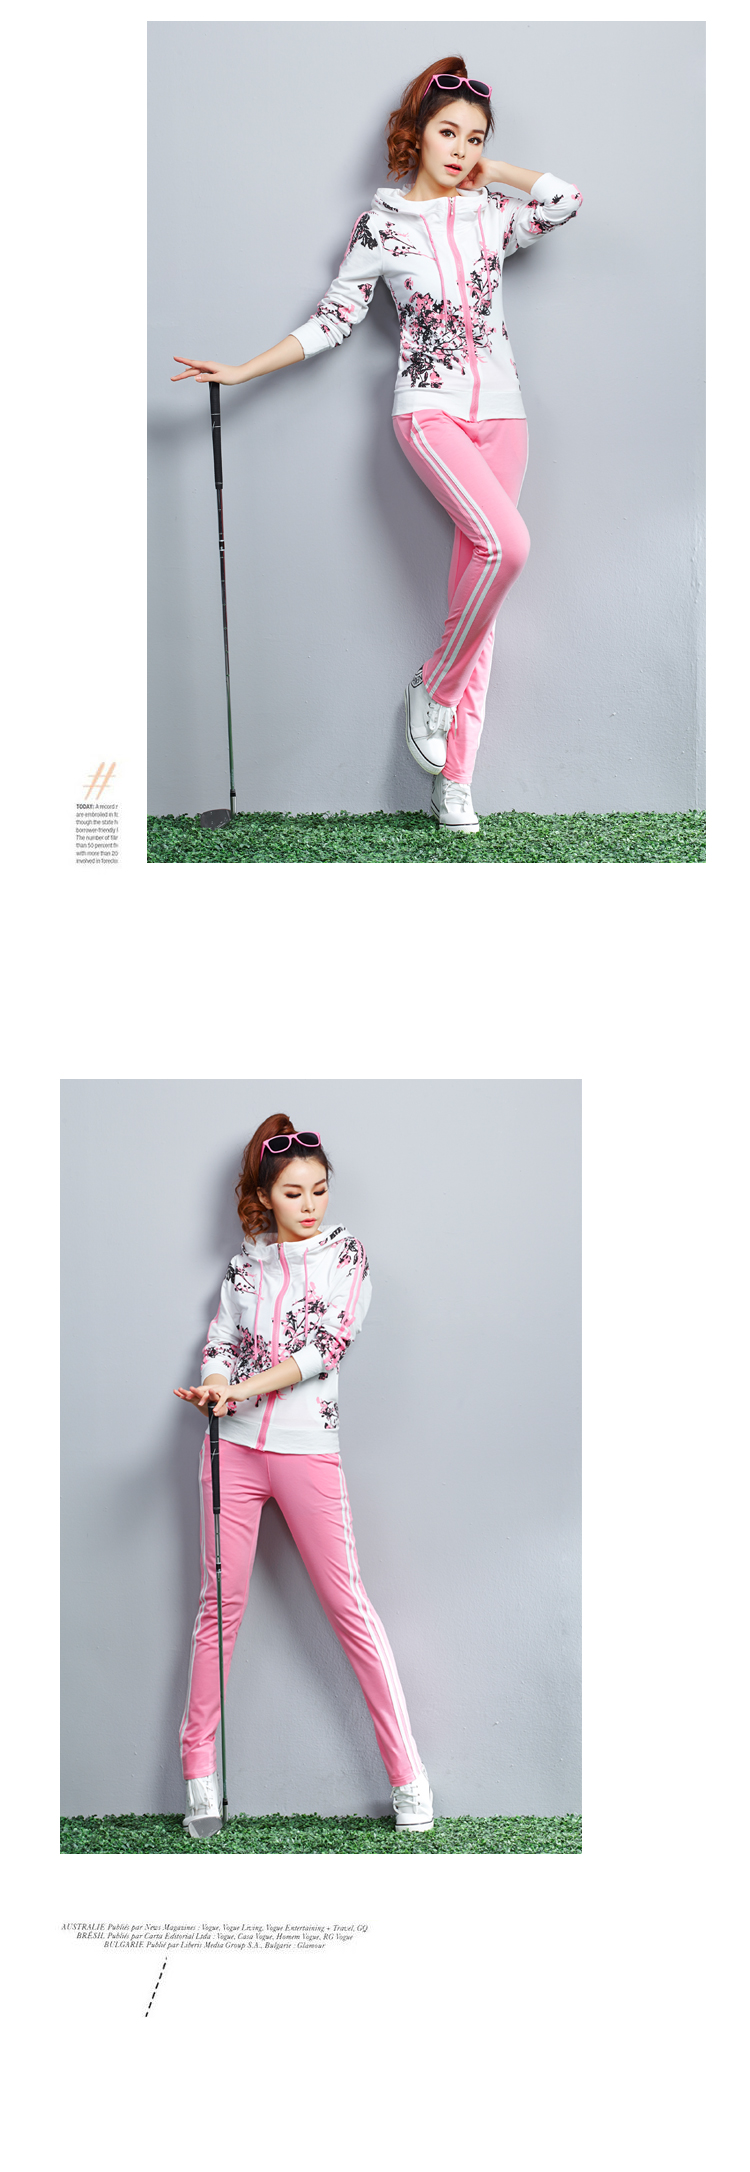 #
TODAY: A record r
are embroiled in fc
though the state h
borrower-friendly l
The number of filir
than 50 percent fr
with more than 20
involved in foreclo
AUSTRALIE. Publiés par News Magazines : Vogue, Vogue Living, Vogue Entertaining + Travel, GQ
BRÉSIL. Publiés par Carta Editorial Ltda : Vogue, Casa Vogue, Homem Vogue, RG Vogue
BULGARIE. Publié par Liberis Media Group S.A., Bulgarie : Glamour